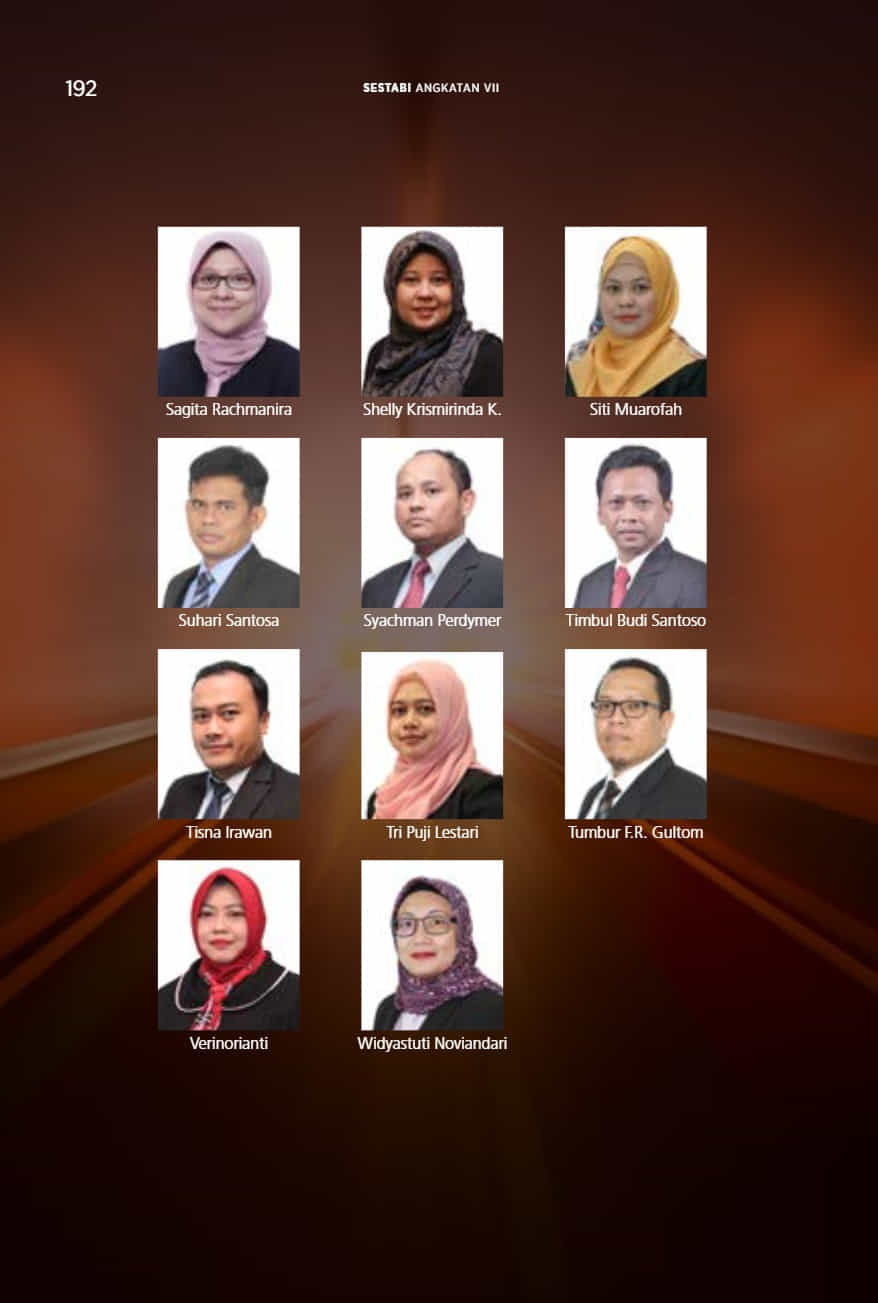 192
SESTABI ANGKATAN VII
Sagita Rachmanira
Shelly Krismirinda K.
Siti Muarofah
Suhari Santosa
Syachman Perdymer
Timbul Budi Santoso
Tisna Irawan
Tri Puji Lestari
Tumbur F.R. Gultom
Verinorianti
Widyastuti Noviandari